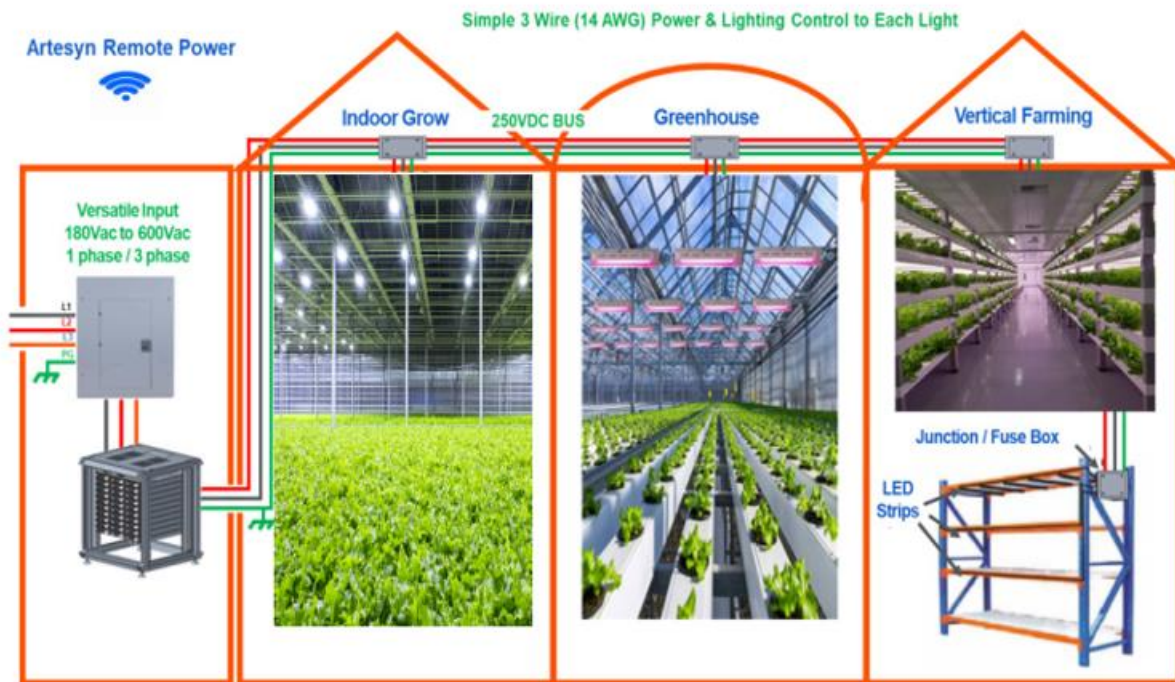 Simple 3 Wire (14 AWG) Power & Lighting Control to Each Light
Artesyn Remote Power
Indoor Grow
250VDC BUS
Greenhouse
Vertical Farming
Versatile Input
180Vac to 600Vac
1 phase / 3 phase
L1
L2
L3
PG
Junction / Fuse Box
LED
Strips